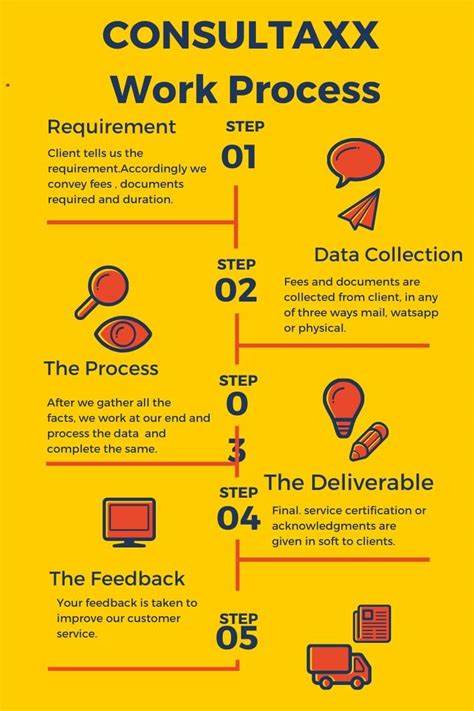 CONSULTAXX
Work Process
Requirement
STEP
01
Client tells us the
requirement.Accordingly we
convey fees , documents
required and duration.
Data Collection
STEP
02
Fees and documents are
collected from client, in any
of three ways mail, watsapp
or physical.
The Process
STEP
0
3
After we gather all the
facts, we work at our end and
process the data and
complete the same.
The Deliverable
STEP
04
Final. service certification or
acknowledgments are
given in soft to clients.
The Feedback
STEP
05
Your feedback is taken to
improve our customer
service.